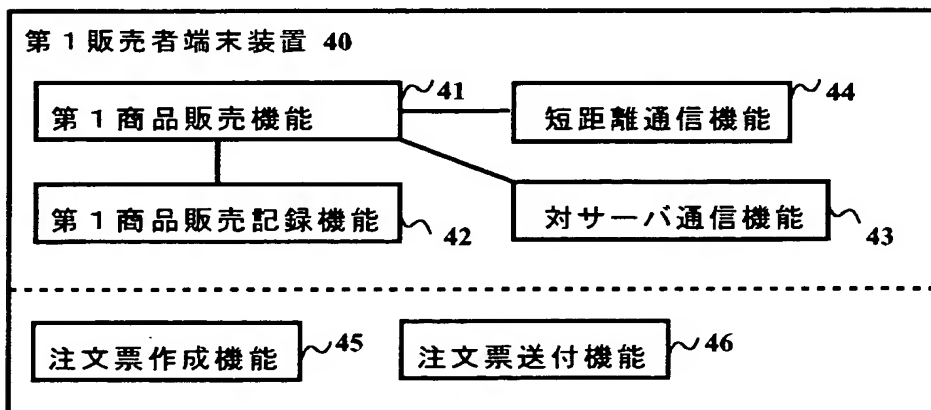 第1販売者端末装置 40
第1商品販売機能
41
短距離通信機能
44
第1商品販売記録機能
42
対サーバ通信機能
43
注文票作成機能
45
注文票送付機能
46